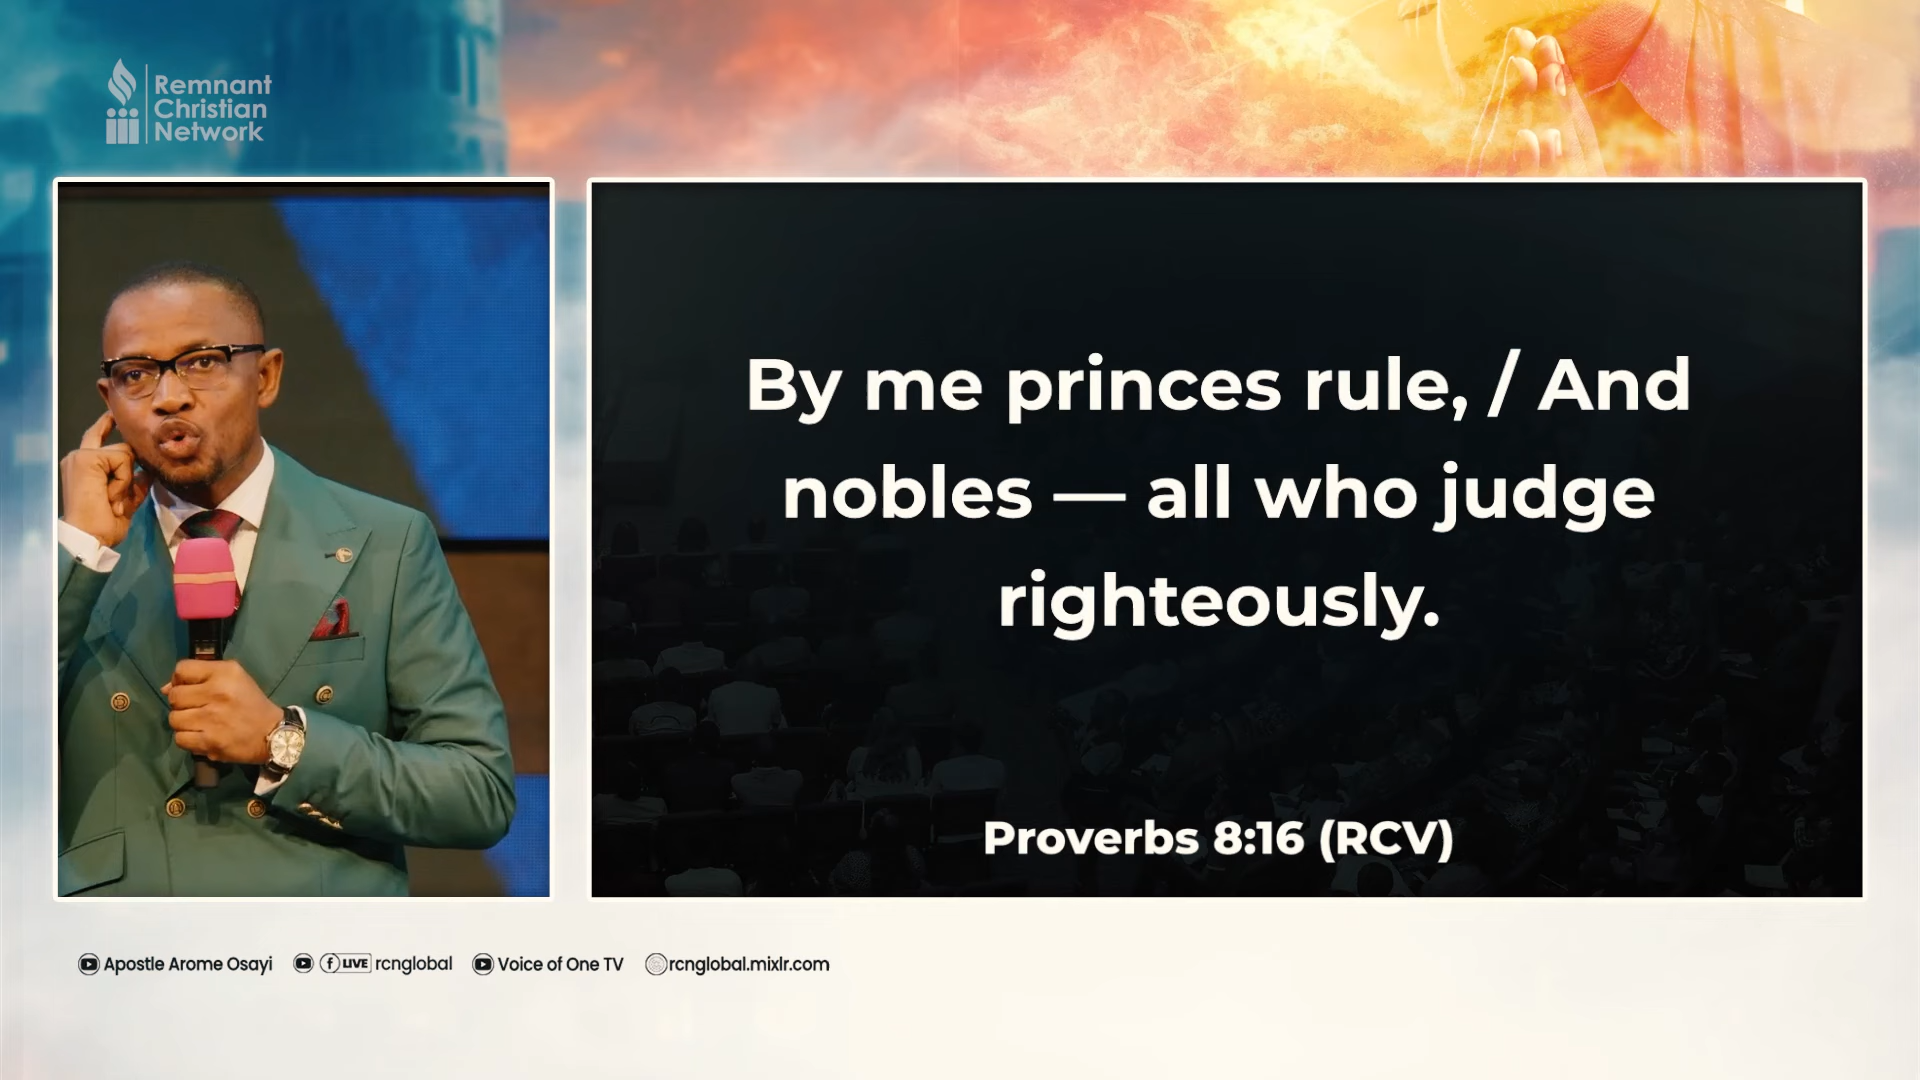 Remnant
Christian
Network
By me princes rule, / And
nobles — all who judge
righteously.
Proverbs 8:16 (RCV)
Apostle Arome Osayi f LIVE rcnglobal Voice of One TV rcnglobal.mixlr.com